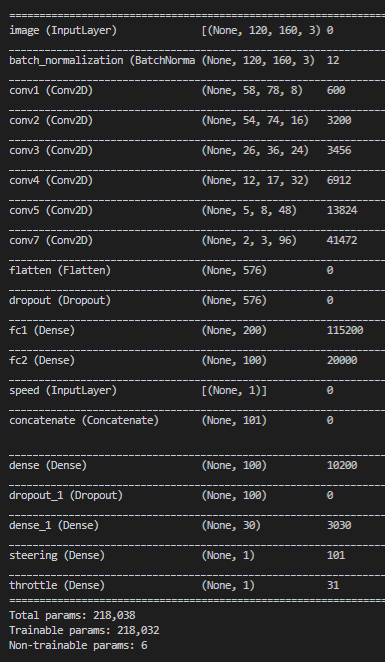 image (InputLayer) [(None, 120, 160, 3) 0
batch_normalization (BatchNorma (None, 120, 160, 3) 12
conv1 (Conv2D) (None, 58, 78, 8) 600
conv2 (Conv2D) (None, 54, 74, 16) 3200
conv3 (Conv2D) (None, 26, 36, 24) 3456
conv4 (Conv2D) (None, 12, 17, 32) 6912
conv5 (Conv2D) (None, 5, 8, 48) 13824
conv7 (Conv2D) (None, 2, 3, 96) 41472
flatten (Flatten) (None, 576) 0
dropout (Dropout) (None, 576) 0
fc1 (Dense) (None, 200) 115200
fc2 (Dense) (None, 100) 20000
speed (InputLayer) [(None, 1)] 0
concatenate (Concatenate) (None, 101) 0
dense (Dense) (None, 100) 10200
dropout_1 (Dropout) (None, 100) 0
dense_1 (Dense) (None, 30) 3030
steering (Dense) (None, 1) 101
throttle (Dense) (None, 1) 31
Total params: 218,038
Trainable params: 218,032
Non-trainable params: 6